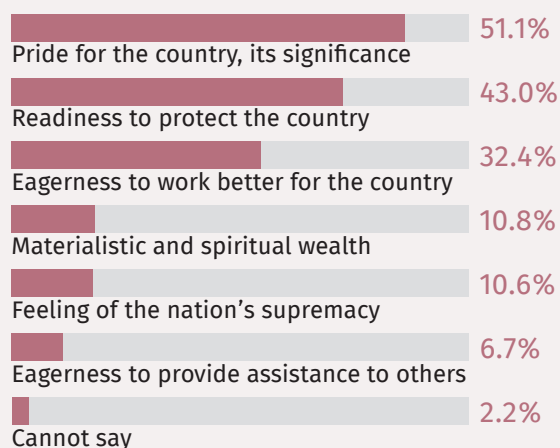 51.1%
Pride for the country, its significance
43.0%
Readiness to protect the country
32.4%
Eagerness to work better for the country
10.8%
Materialistic and spiritual wealth
10.6%
Feeling of the nation’s supremacy
6.7%
Eagerness to provide assistance to others
2.2%
Cannot say